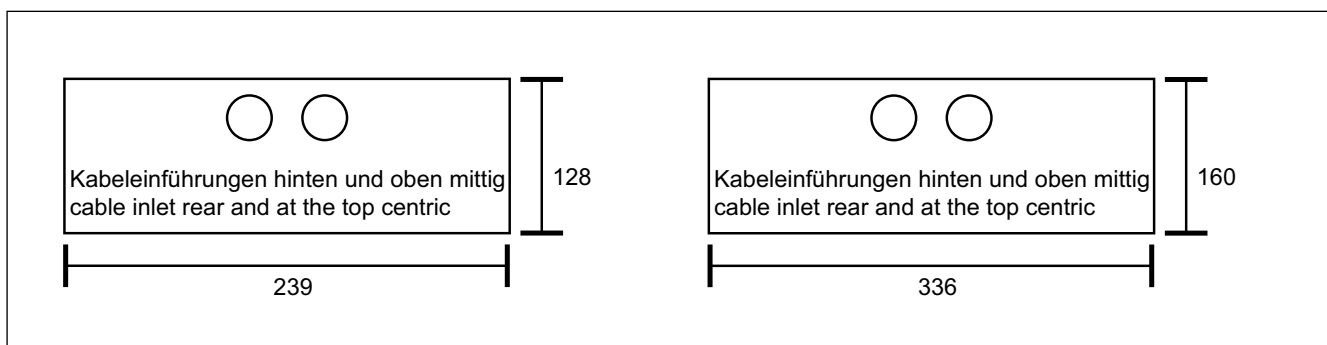 Kabeleinführungen hinten und oben mittig
cable inlet rear and at the top centric
128
239
Kabeleinführungen hinten und oben mittig
cable inlet rear and at the top centric
160
336